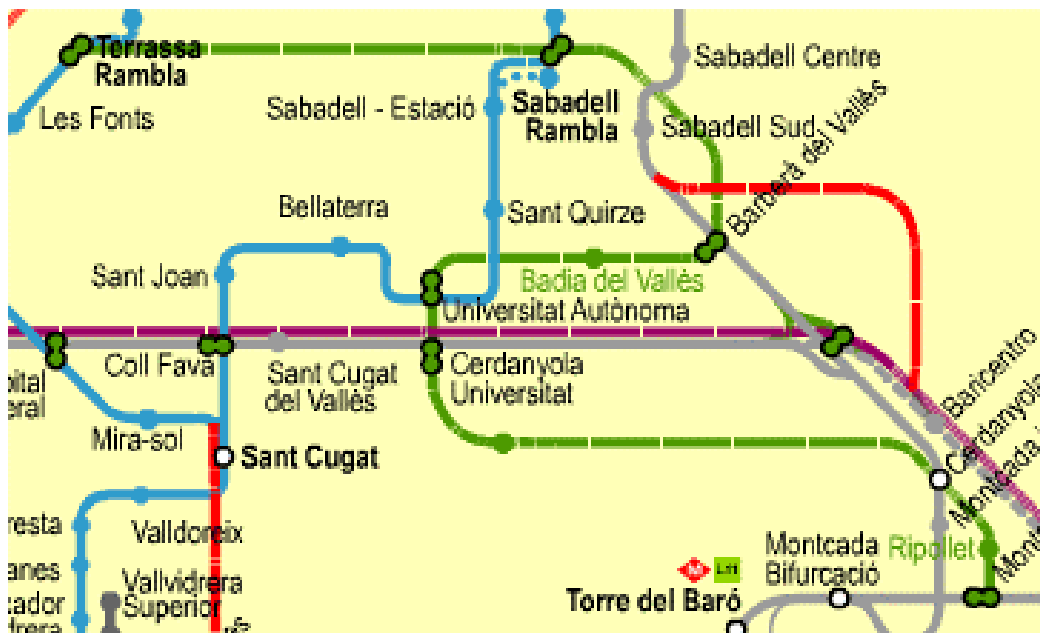 Terrassa
Rambla
Les Fonts
Sabadell - Estació
Sabadell
Rambla
Sabadell Centre
Sabadell Sud
Barberà del Vallès
Bellaterra
Sant Quirze
Sant Joan
Badia del Vallès
Universitat Autònoma
Coll Favà
Sant Cugat
del Vallès
Cerdanyola
Universitat
Baricentro
Cerdanyola
Mira-sol
Sant Cugat
Valldoreix
Montcada
Bifurcació
Ripollet
Vallvidrera
Superior
M
L11
Torre del Baró